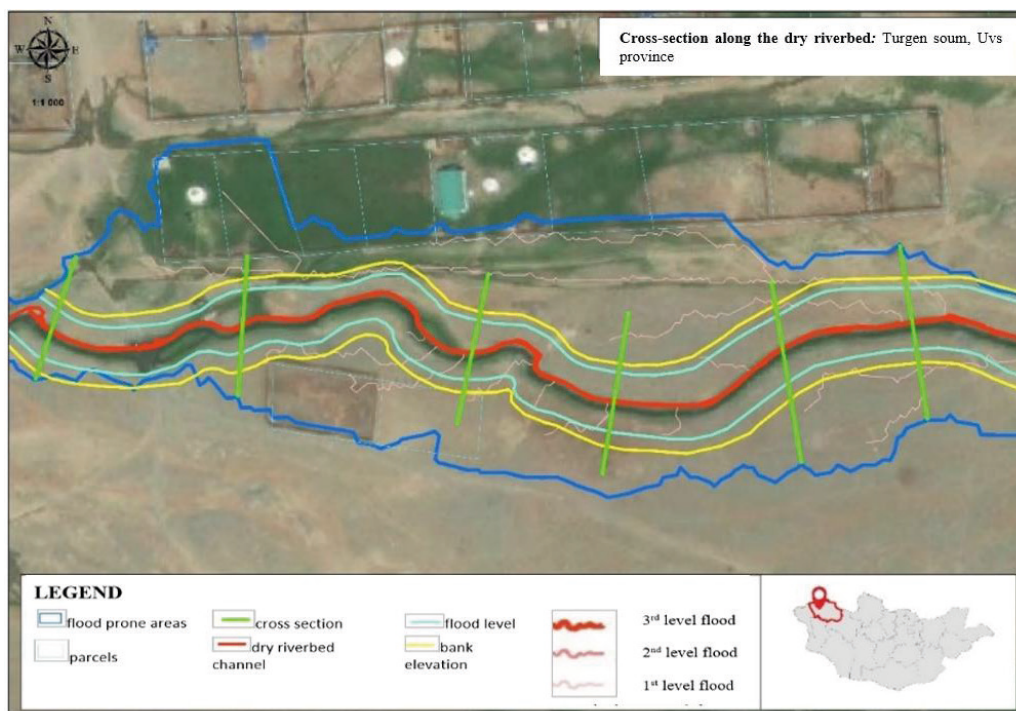 Cross-section along the dry riverbed: Turgen soum, Uvs
province
N
W E
S
1:1 000
LEGEND
flood prone areas
parcels
cross section
dry riverbed
channel
flood level
bank
elevation
3rd level flood
2nd level flood
1st level flood